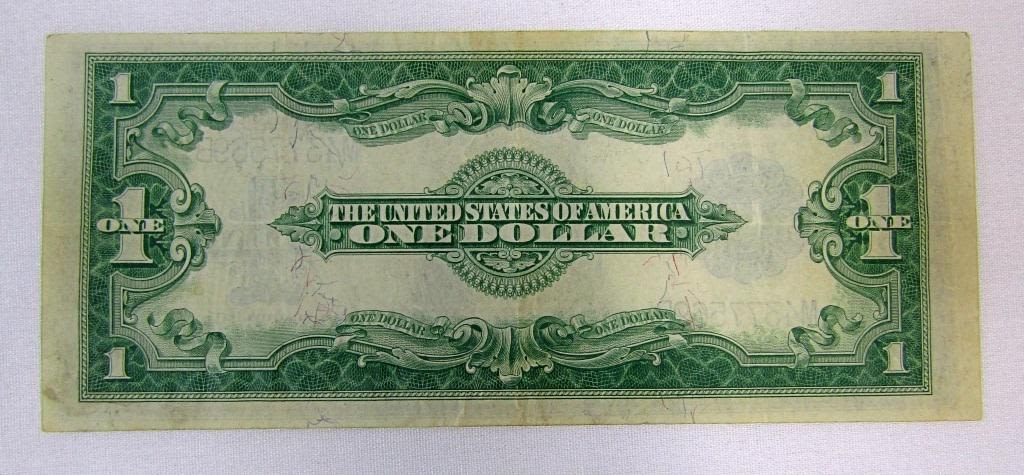 1 1
ONE DOLLAR ONE DOLLAR
THE UNITED STATES OF AMERICA
ONE ONE DOLLAR ONE
1 1
ONE DOLLAR ONE DOLLAR
1 1